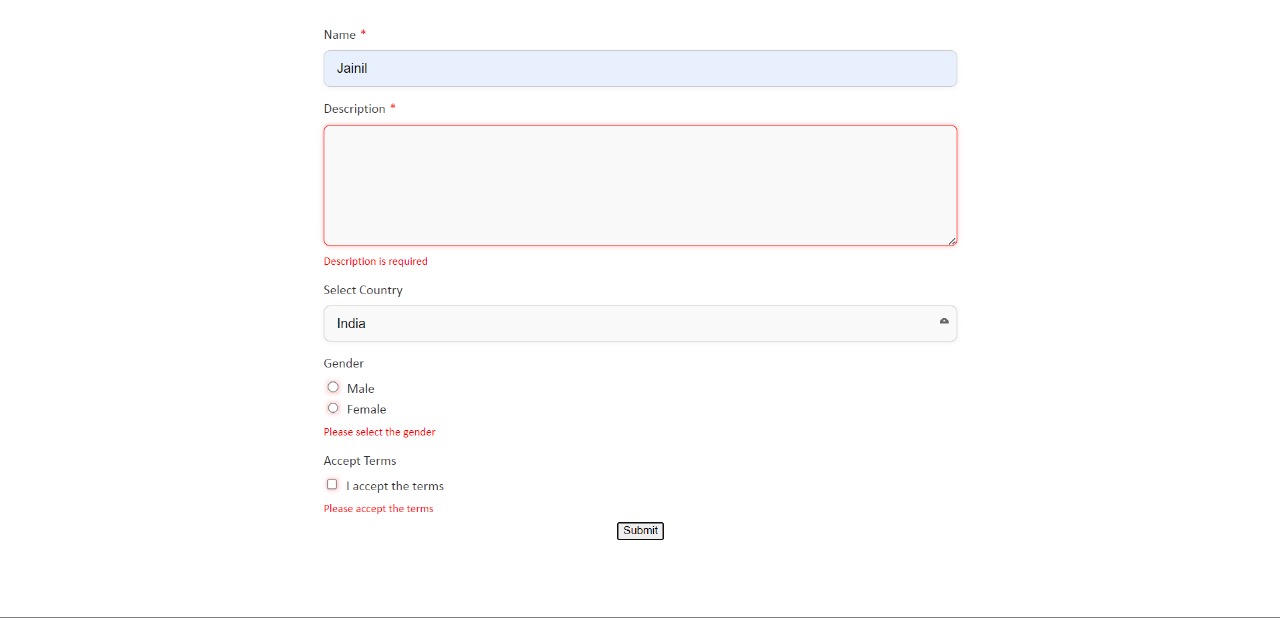 Name *
Jainil
Description *
Description is required
Select Country
India
Gender
Male
Female
Please select the gender
Accept Terms
I accept the terms
Please accept the terms
Submit